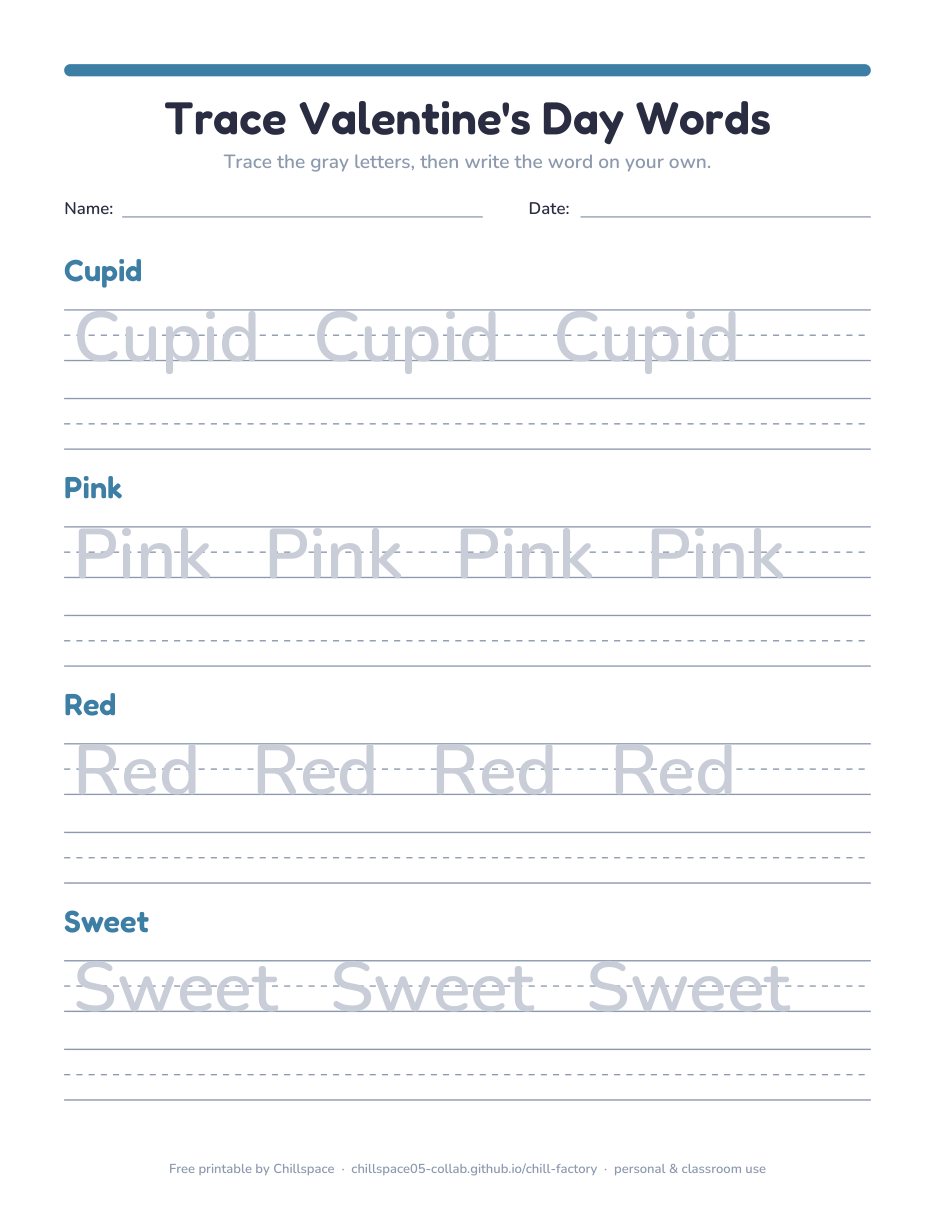 Trace Valentine's Day Words
Trace the gray letters, then write the word on your own.
Name: Date:
Cupid
Cupid Cupid Cupid
Pink
Pink Pink Pink Pink
Red
Red Red Red Red
Sweet
Sweet Sweet Sweet
Free printable by Chillspace · chillspace05-collab.github.io/chill-factory · personal & classroom use